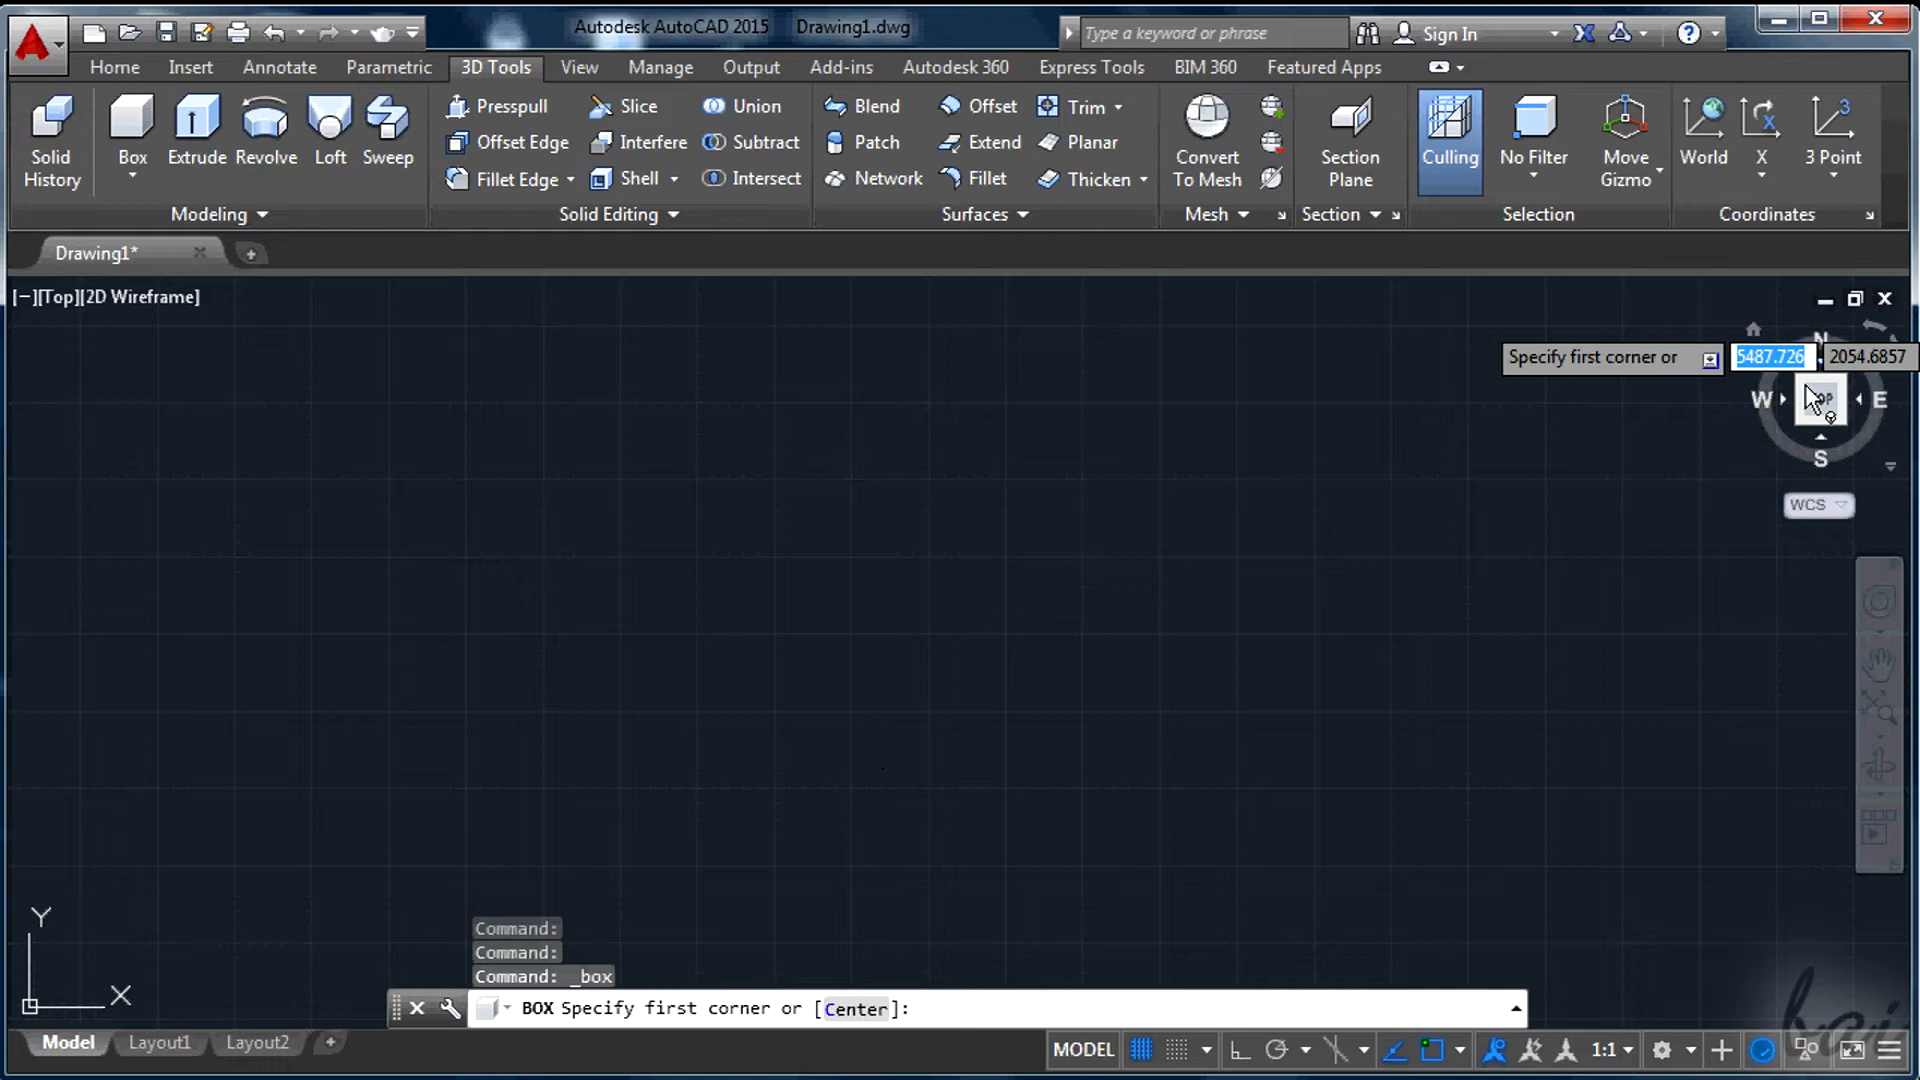 Autodesk AutoCAD 2015 Drawing1.dwg
Type a keyword or phrase
Sign In
Home Insert Annotate Parametric 3D Tools View Manage Output Add-ins Autodesk 360 Express Tools BIM 360 Featured Apps
Solid History
Box
Extrude
Revolve
Loft
Sweep
Presspull
Offset Edge
Fillet Edge
Slice
Interfere
Shell
Union
Subtract
Intersect
Blend
Patch
Network
Offset
Extend
Fillet
Trim
Planar
Thicken
Convert To Mesh
Section Plane
Culling
No Filter
Move Gizmo
World
X
3 Point
Modeling Solid Editing Surfaces Mesh Section Selection Coordinates
Drawing1*
[−][Top][2D Wireframe]
N
Specify first corner or 5487.726 2054.6857
W E
S
WCS
Y
X
Command:
Command:
Command: _box
BOX Specify first corner or [Center]:
Model Layout1 Layout2
MODEL 1:1